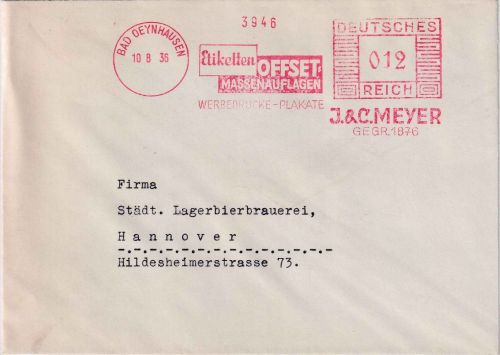 3946
BAD OEYNHAUSEN
10 8 36
Etiketten
OFFSET-
MASSENAUFLAGEN
WERBEDRUCKE-PLAKATE
DEUTSCHES
012
REICH
J.&C.MEYER
GEGR.1876
Firma
Städt. Lagerbierbrauerei,
Hannover
Hildesheimerstrasse 73.